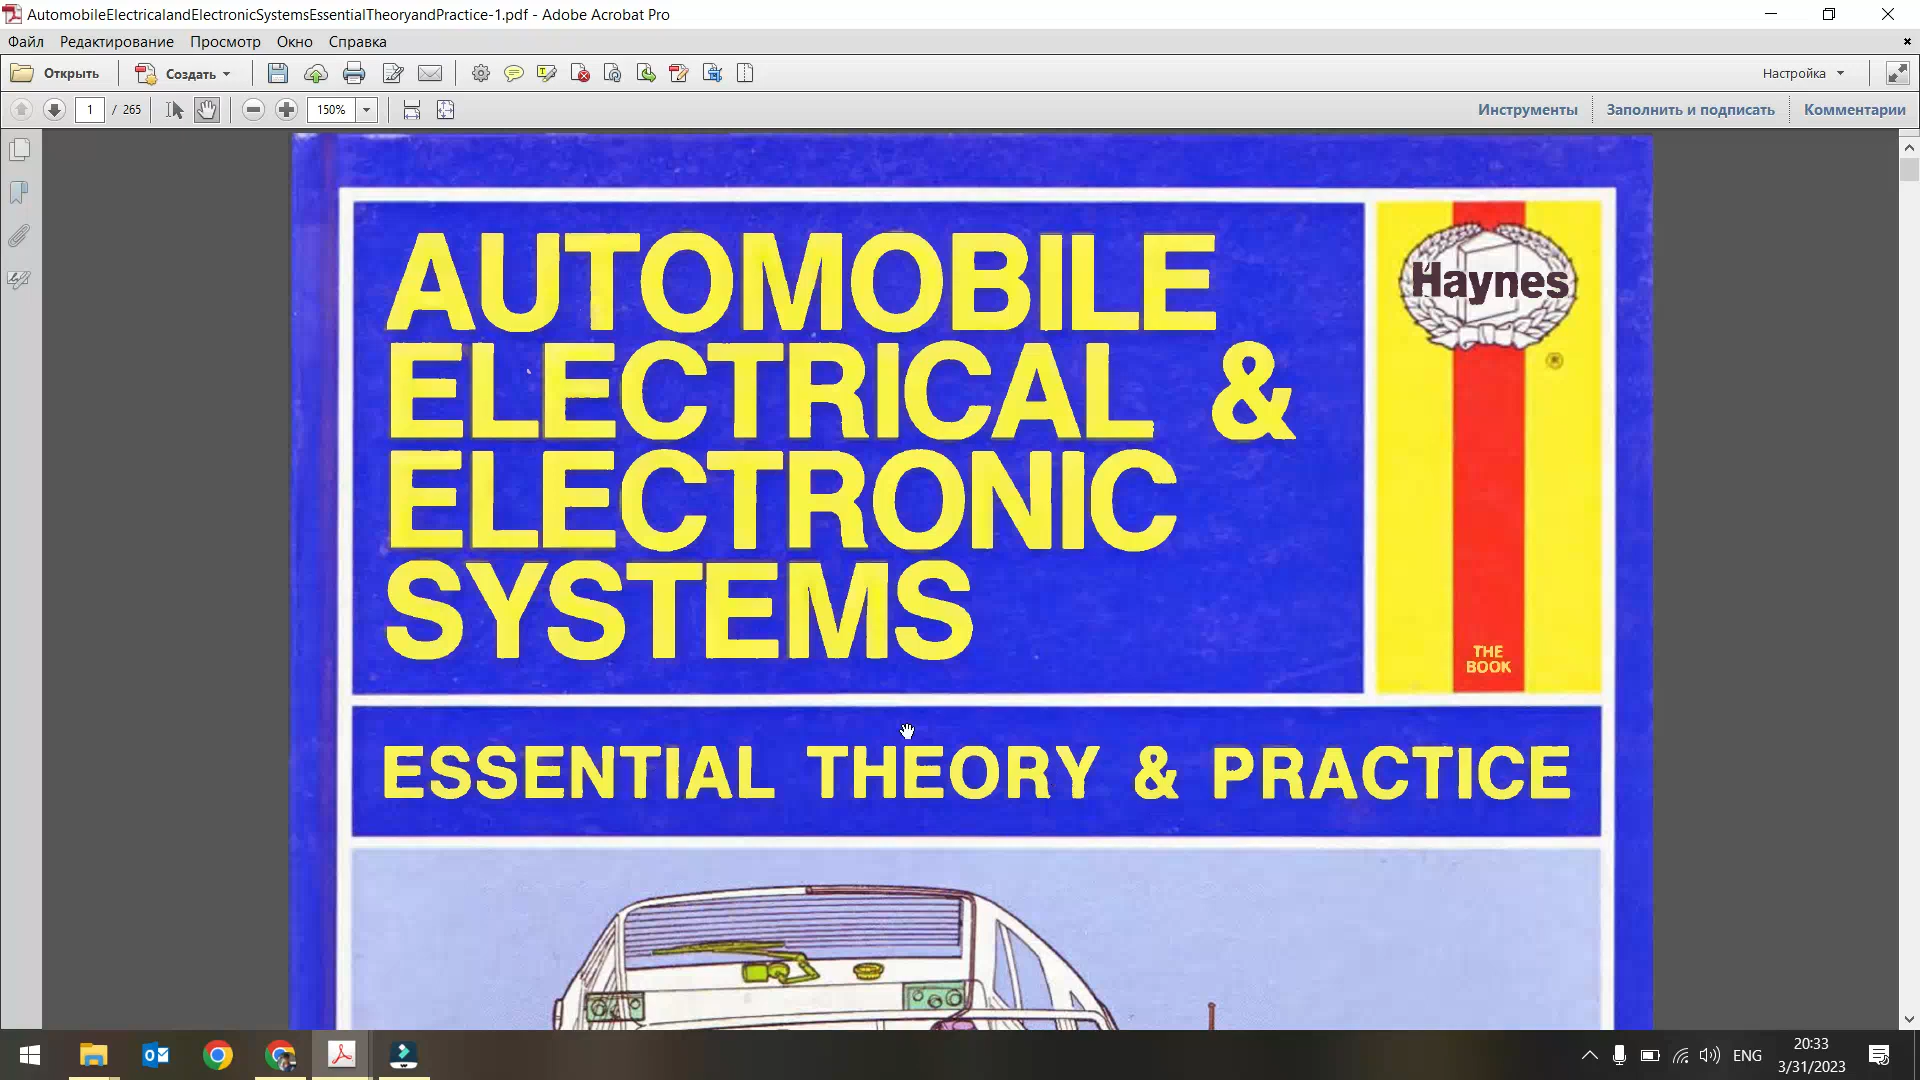 AutomobileElectricalandElectronicSystemsEssentialTheoryandPractice-1.pdf - Adobe Acrobat Pro
Файл Редактирование Просмотр Окно Справка
Открыть Создать Настройка
1 / 265 150% Инструменты Заполнить и подписать Комментарии
AUTOMOBILE
ELECTRICAL &
ELECTRONIC
SYSTEMS
Haynes
®
THE
BOOK
ESSENTIAL THEORY & PRACTICE
ENG
20:33
3/31/2023